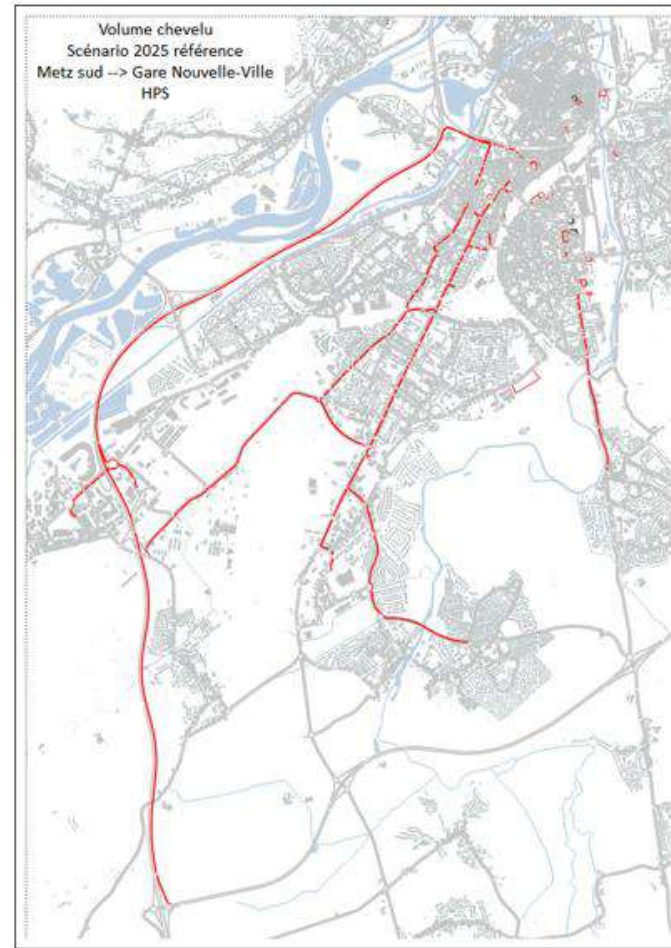 Volume chevelu
Scénario 2025 référence
Metz sud --> Gare Nouvelle-Ville
HPS